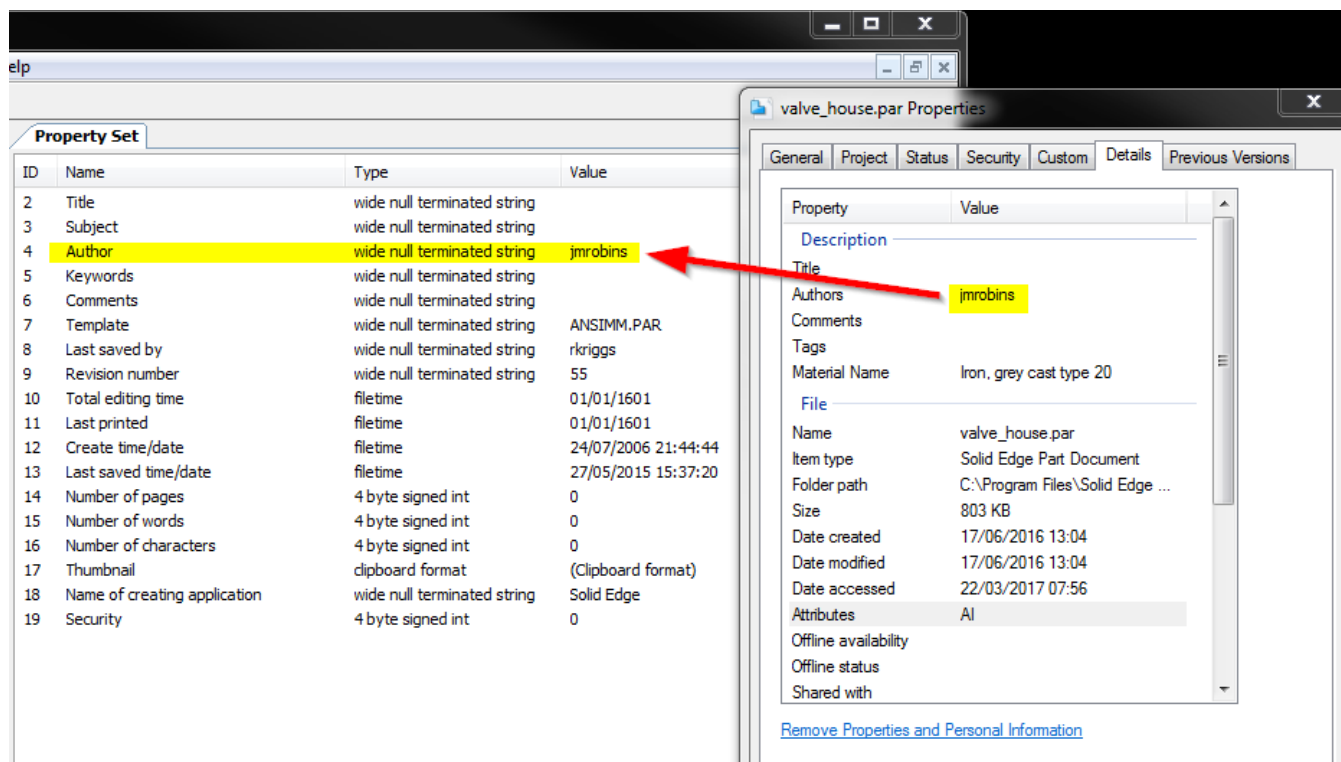 elp
Property Set
ID Name Type Value
2 Title wide null terminated string
3 Subject wide null terminated string
4 Author wide null terminated string jmrobins
5 Keywords wide null terminated string
6 Comments wide null terminated string
7 Template wide null terminated string ANSIMM.PAR
8 Last saved by wide null terminated string rkriggs
9 Revision number wide null terminated string 55
10 Total editing time filetime 01/01/1601
11 Last printed filetime 01/01/1601
12 Create time/date filetime 24/07/2006 21:44:44
13 Last saved time/date filetime 27/05/2015 15:37:20
14 Number of pages 4 byte signed int 0
15 Number of words 4 byte signed int 0
16 Number of characters 4 byte signed int 0
17 Thumbnail clipboard format (Clipboard format)
18 Name of creating application wide null terminated string Solid Edge
19 Security 4 byte signed int 0
valve_house.par Properties
General Project Status Security Custom Details Previous Versions
Property Value
Description
Title
Authors jmrobins
Comments
Tags
Material Name Iron, grey cast type 20
File
Name valve_house.par
Item type Solid Edge Part Document
Folder path C:\Program Files\Solid Edge ...
Size 803 KB
Date created 17/06/2016 13:04
Date modified 17/06/2016 13:04
Date accessed 22/03/2017 07:56
Attributes AI
Offline availability
Offline status
Shared with
Remove Properties and Personal Information